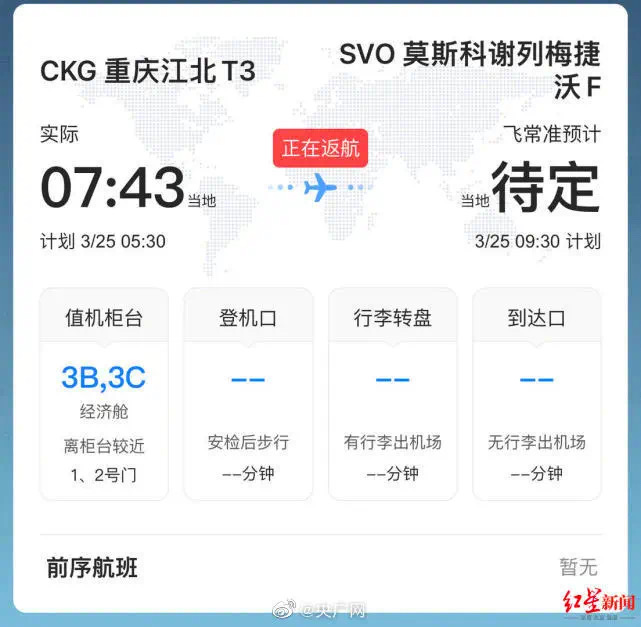 CKG 重庆江北 T3
SVO 莫斯科谢列梅捷
沃 F
实际
正在返航
飞常准预计
07:43 当地
当地 待定
计划 3/25 05:30
3/25 09:30 计划
值机柜台
登机口
行李转盘
到达口
3B,3C
--
--
--
经济舱
离柜台较近
安检后步行
有行李出机场
无行李出机场
1、2号门
--分钟
--分钟
--分钟
前序航班
暂无
红星新闻
@央广网